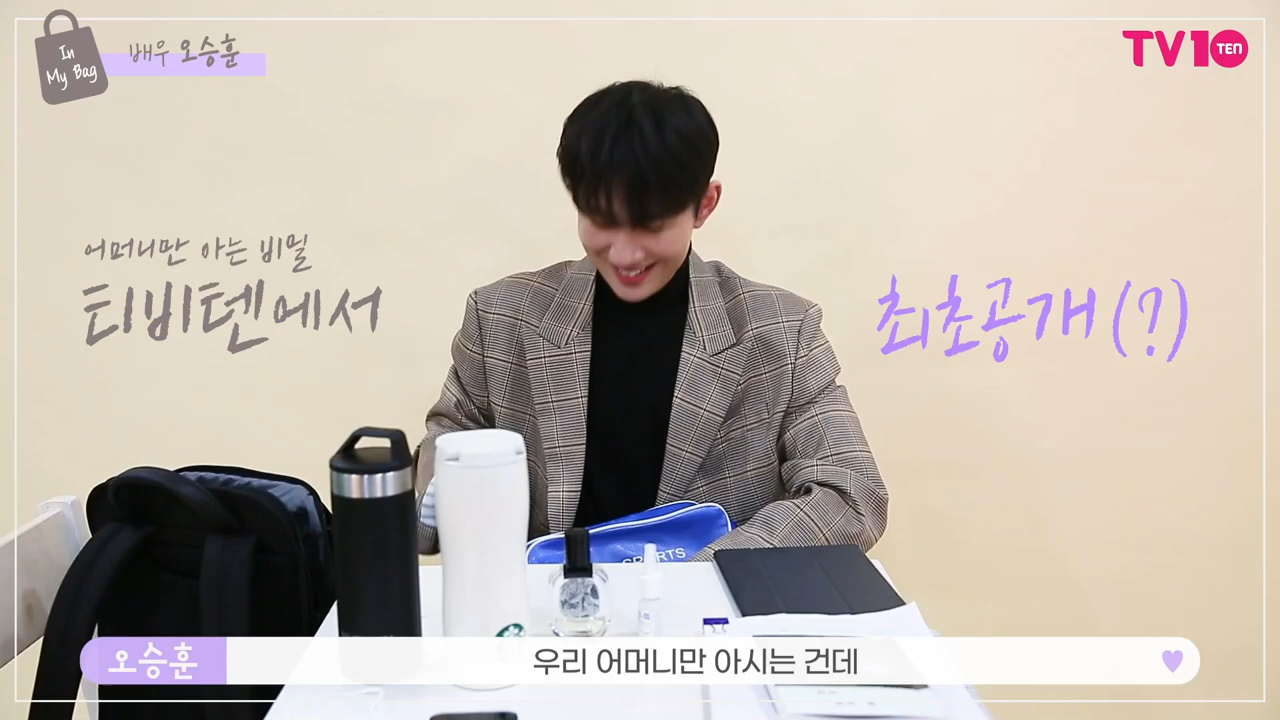 In
My Bag
배우 오승훈
TV10
TEN
어머니만 아는 비밀
티비텐에서
최초공개(?)
SPORTS
오승훈
우리 어머니만 아시는 건데